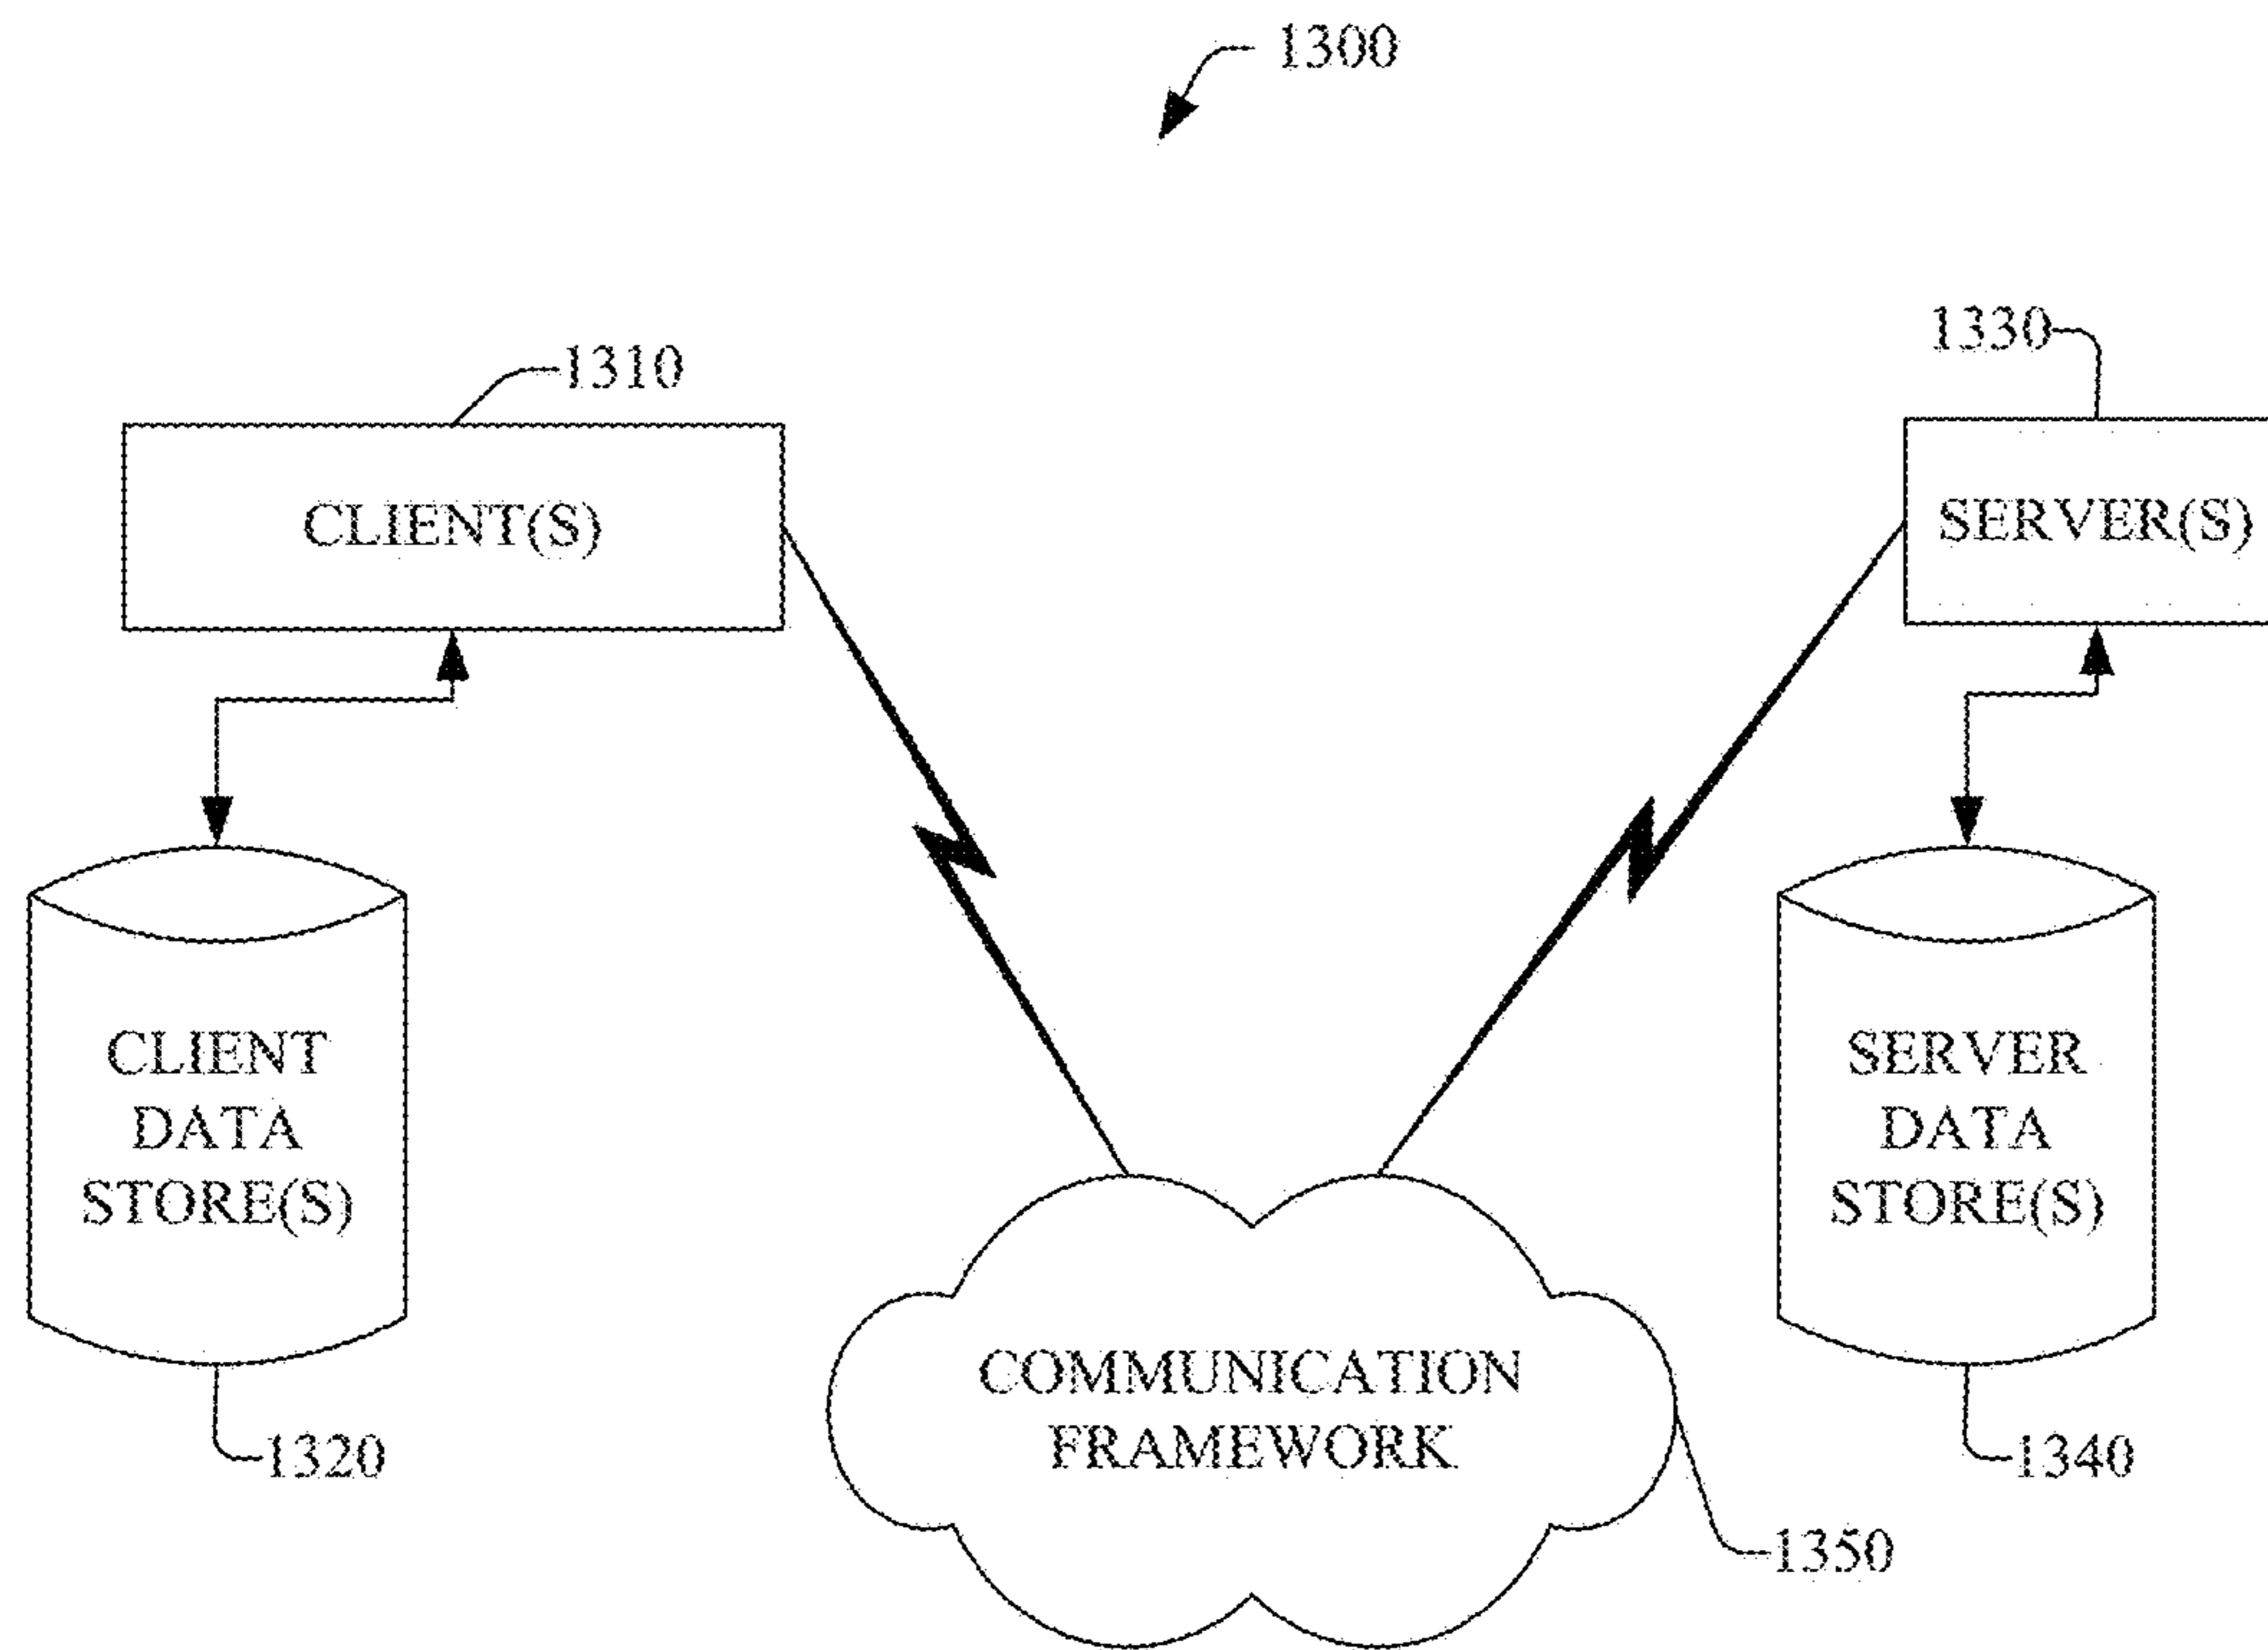 1300
1310
1330
CLIENT(S)
SERVER(S)
CLIENT
DATA
STORE(S)
SERVER
DATA
STORE(S)
COMMUNICATION
FRAMEWORK
1320
1340
1350